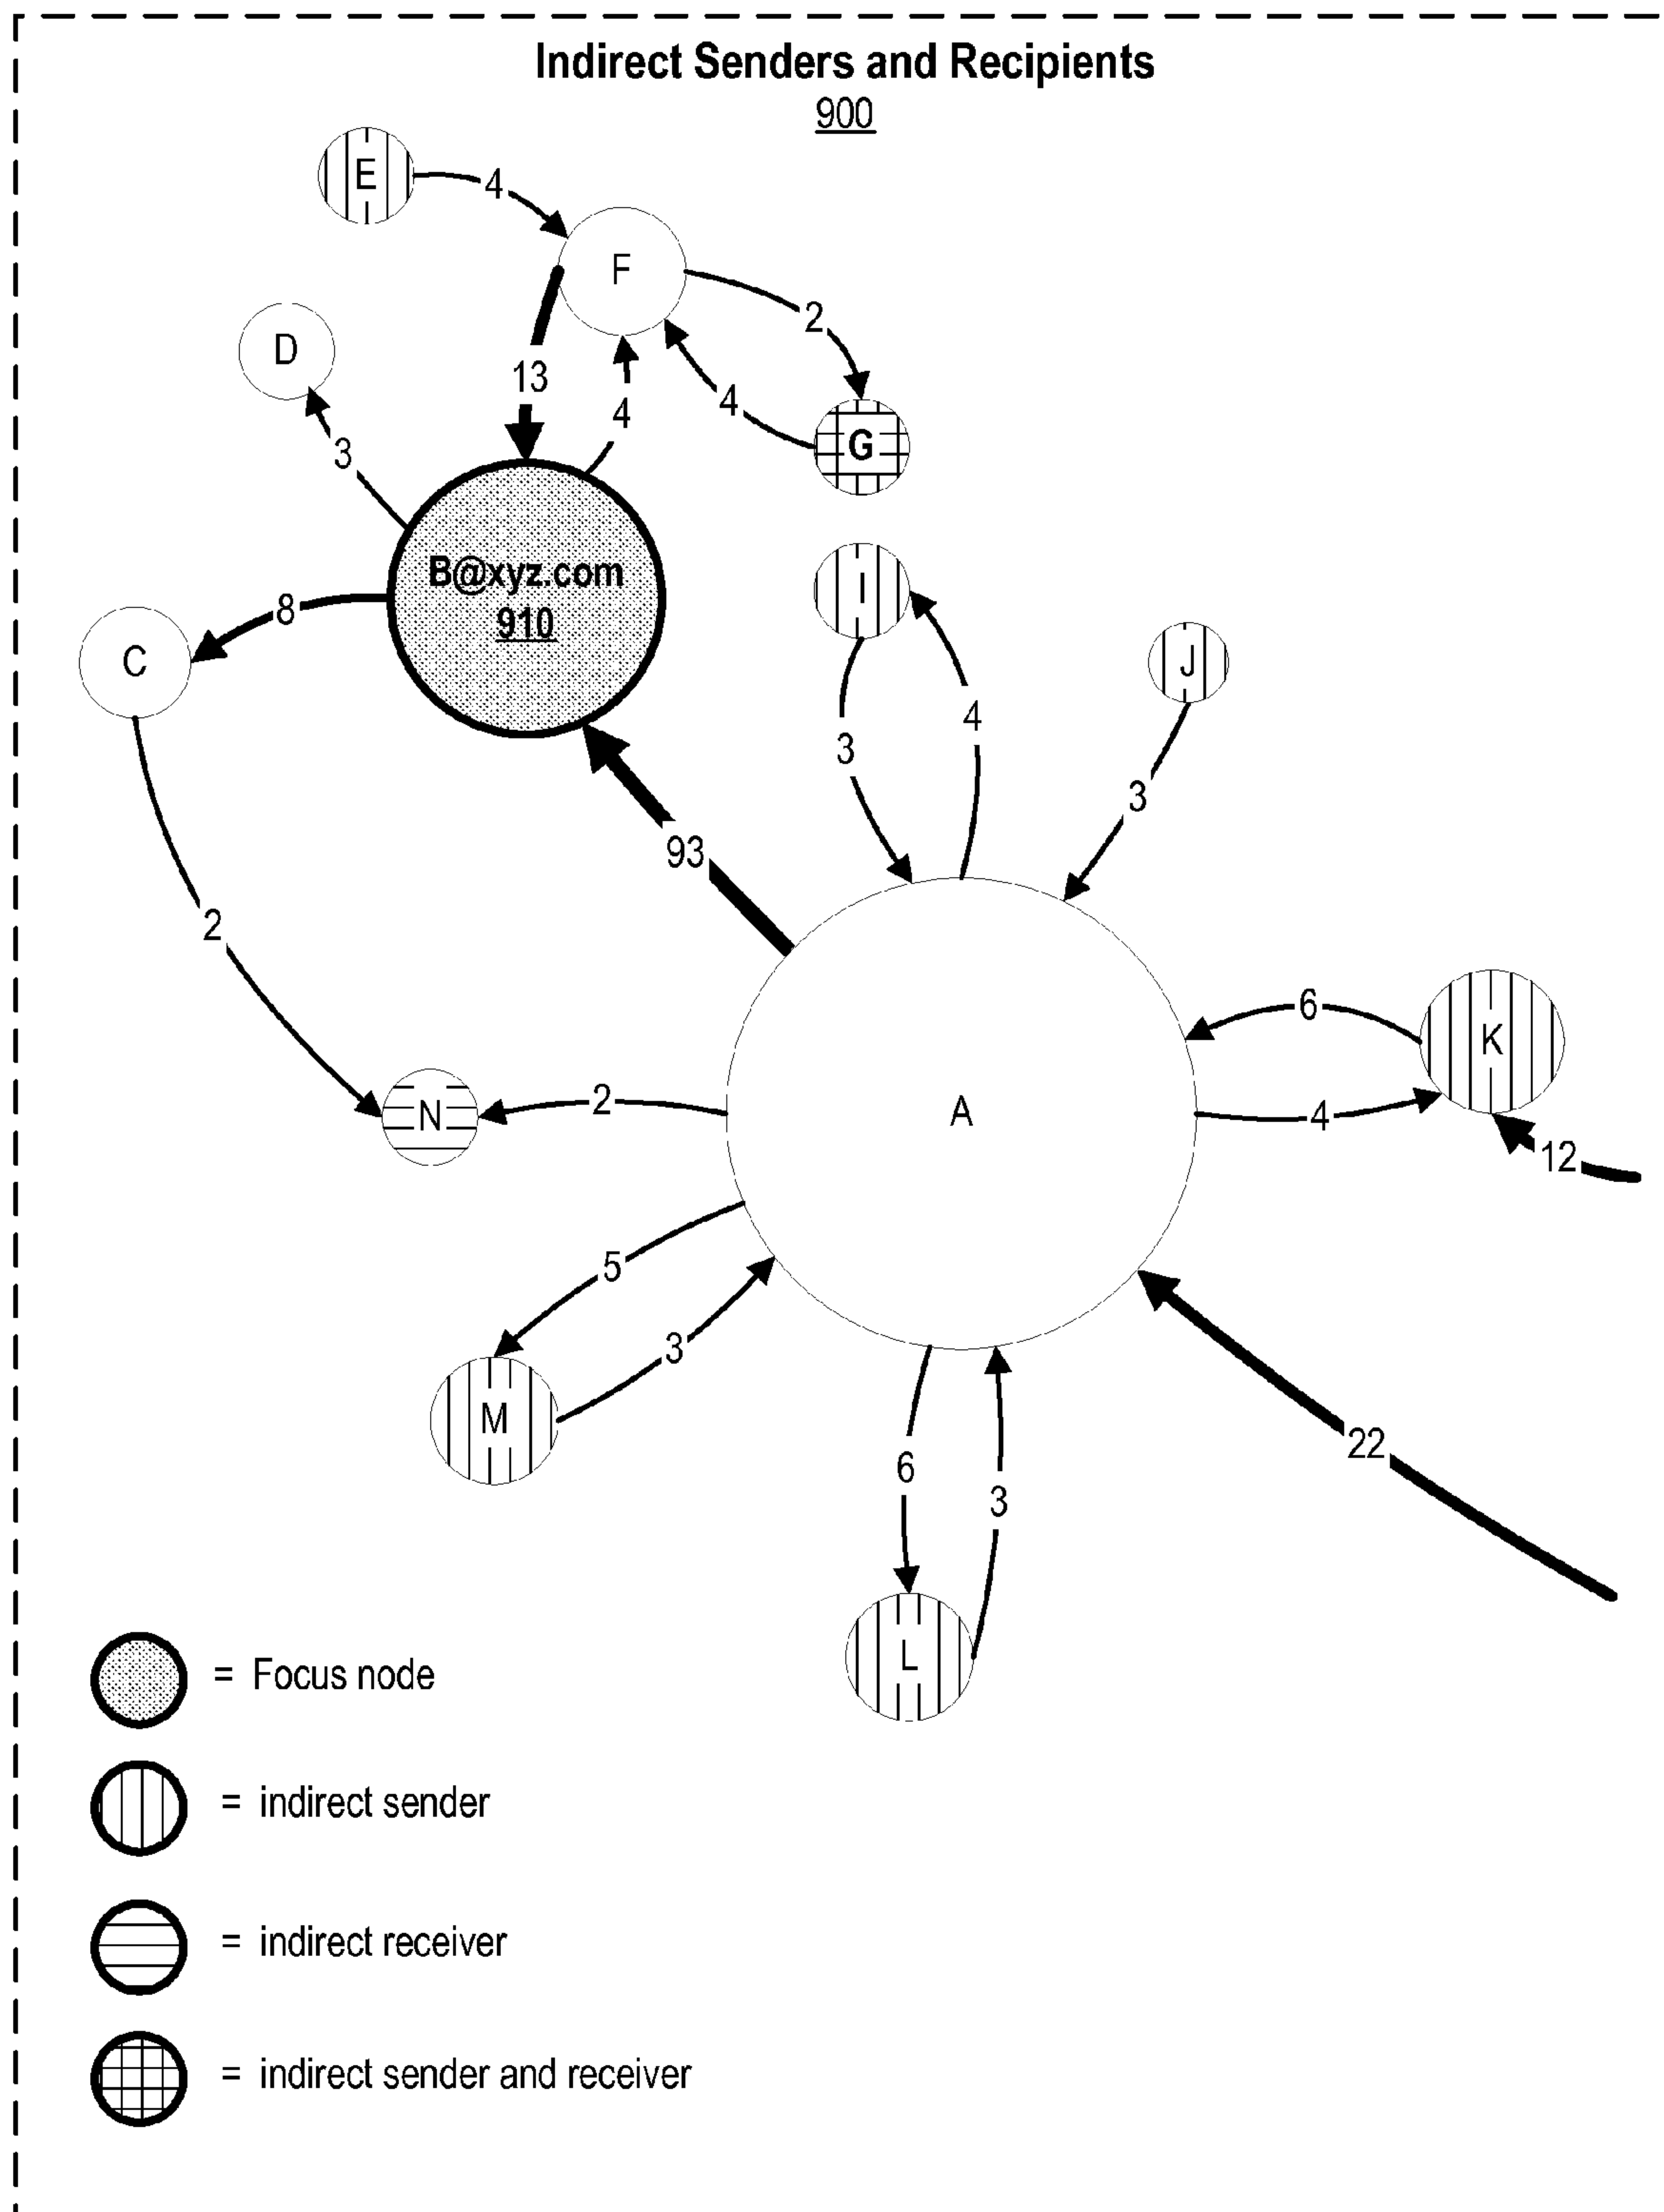 Indirect Senders and Recipients
900
E
4
F
2
D
13
4
4
3
G
B@xyz.com
910
I
8
J
C
4
3
3
93
2
6
K
N
2
A
4
12
5
3
M
22
6
3
L
= Focus node
= indirect sender
= indirect receiver
= indirect sender and receiver